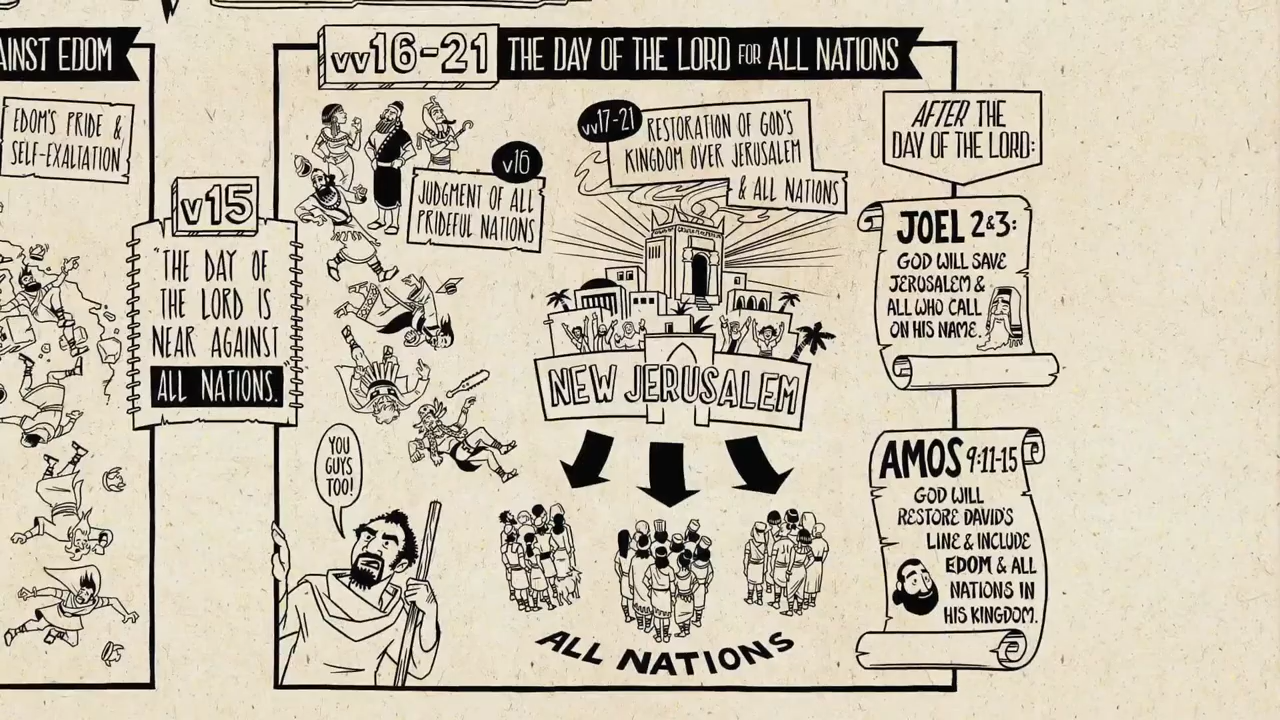 AINST EDOM
EDOM'S PRIDE &
SELF-EXALTATION
v15
"THE DAY OF
THE LORD IS
NEAR AGAINST
ALL NATIONS."
vv16-21 THE DAY OF THE LORD FOR ALL NATIONS
v16
JUDGMENT OF ALL
PRIDEFUL NATIONS
vv17-21
RESTORATION OF GOD'S
KINGDOM OVER JERUSALEM
& ALL NATIONS
NEW JERUSALEM
YOU
GUYS
TOO!
ALL NATIONS
AFTER THE
DAY OF THE LORD:
JOEL 2&3:
GOD WILL SAVE
JERUSALEM &
ALL WHO CALL
ON HIS NAME.
AMOS 9:11-15
GOD WILL
RESTORE DAVID'S
LINE & INCLUDE
EDOM & ALL
NATIONS IN
HIS KINGDOM.